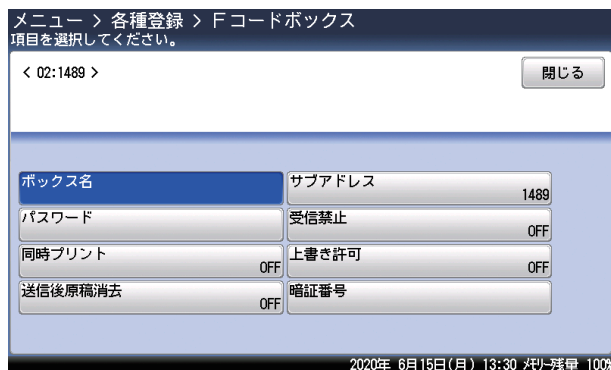 メニュー > 各種登録 > Fコードボックス
項目を選択してください。
< 02:1489 >
閉じる
ボックス名
サブアドレス
1489
パスワード
受信禁止
OFF
同時プリント
OFF
上書き許可
OFF
送信後原稿消去
OFF
暗証番号
2020年 6月15日(月) 13:30 メモリー残量 100%